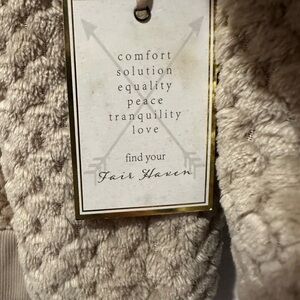 comfort
solution
equality
peace
tranquility
love
find your
Fair Haven